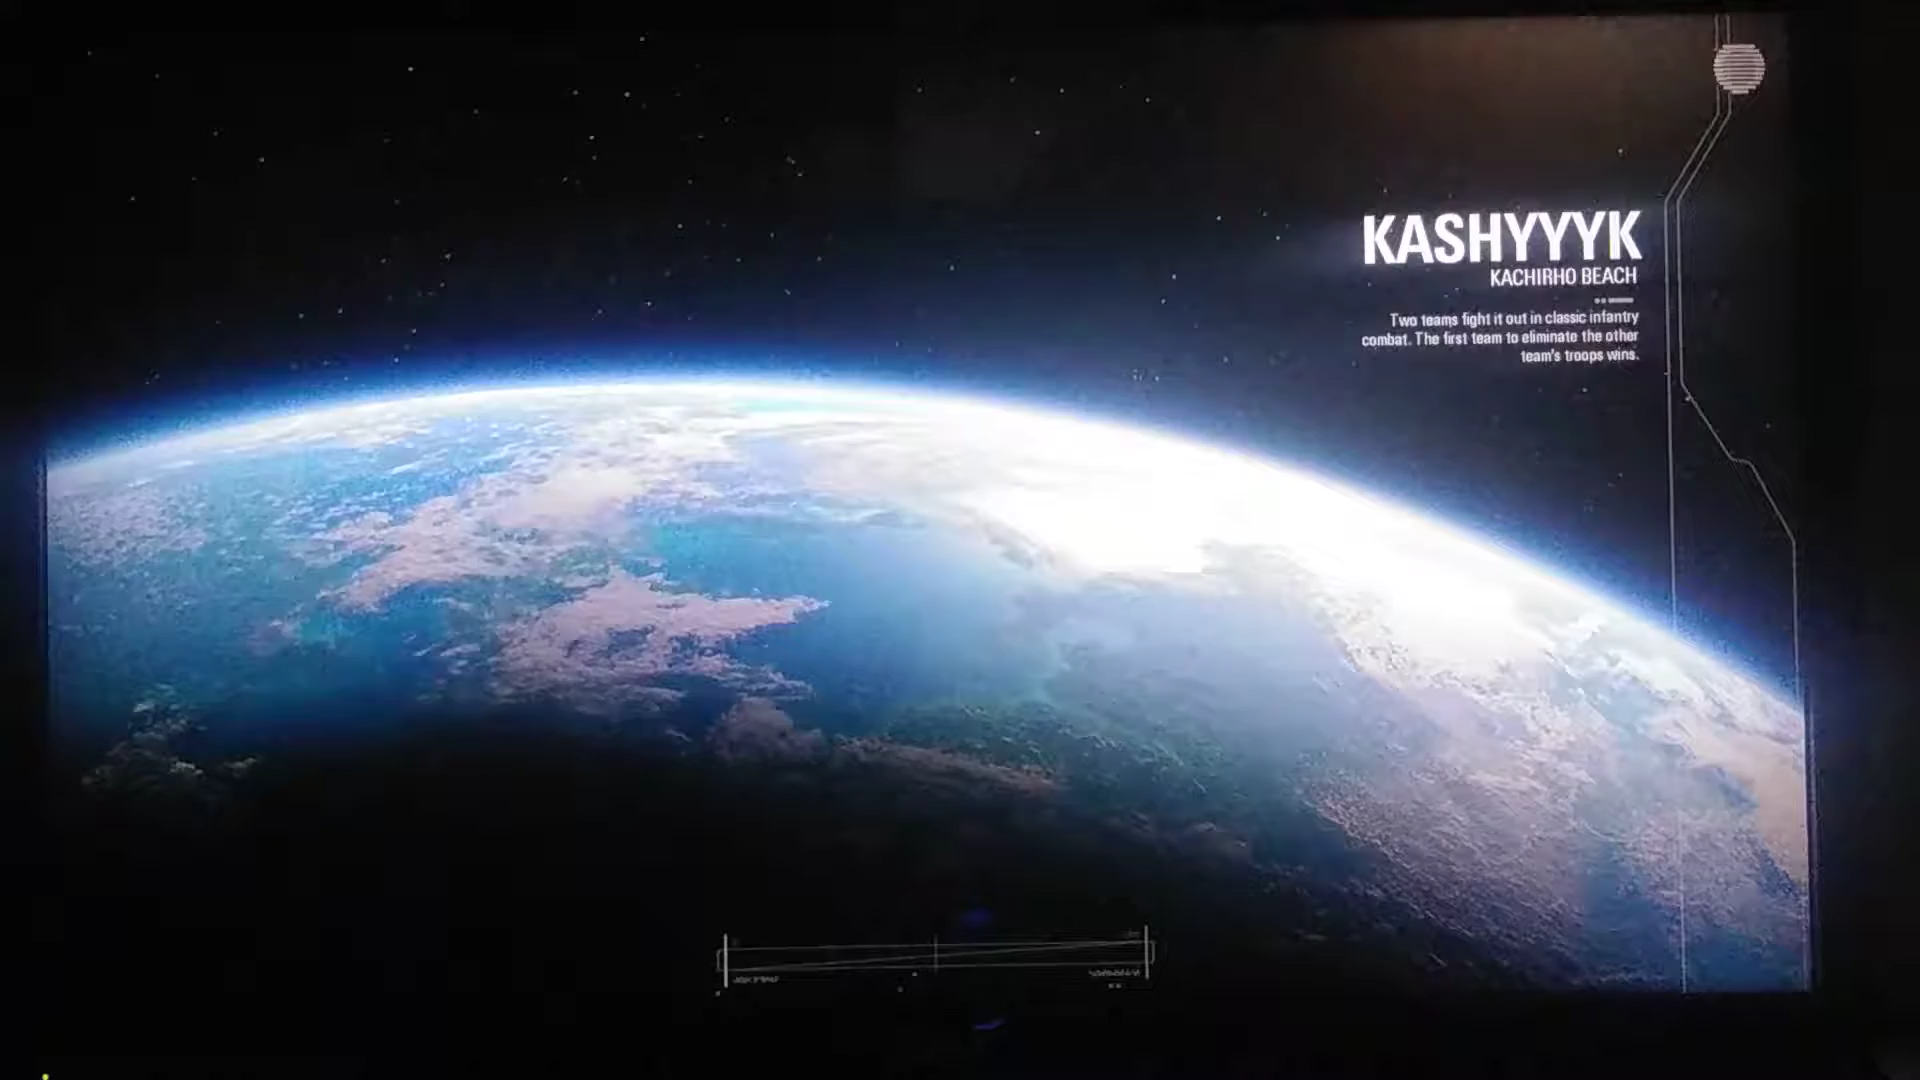 KASHYYYK
KACHIRHO BEACH
Two teams fight it out in classic infantry
combat. The first team to eliminate the other
team's troops wins.